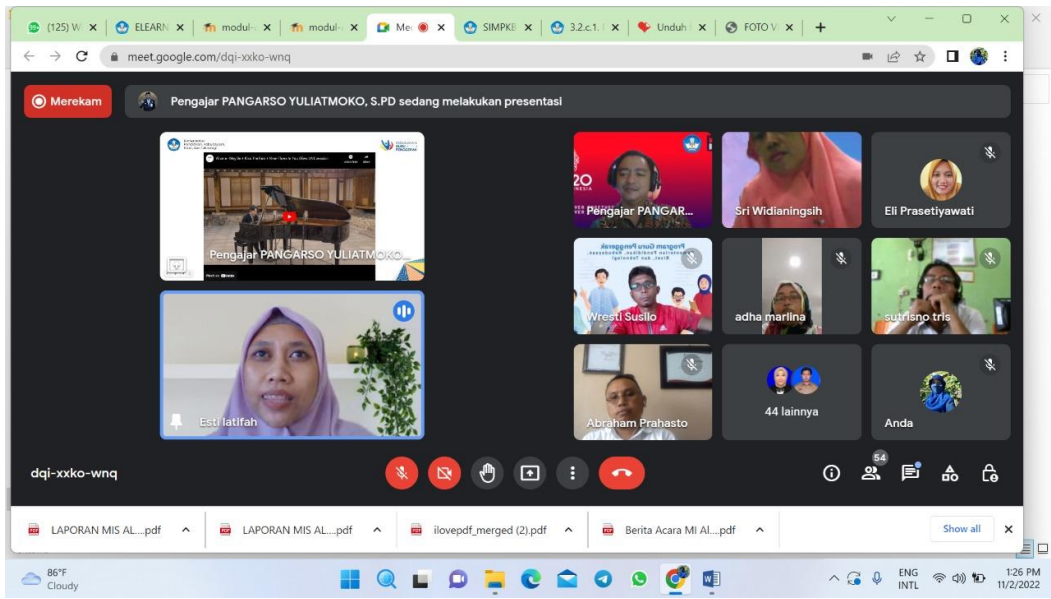 (125) W
ELEARN
modul-
modul-
Me
SIMPKB
3.2.c.1.
Unduh
FOTO V
meet.google.com/dqi-xxko-wnq
Merekam
Pengajar PANGARSO YULIATMOKO, S.PD sedang melakukan presentasi
Pengajar PANGARSO YULIATMOKO...
Esti latifah
Pengajar PANGAR...
Sri Widianingsih
Eli Prasetiyawati
Program Guru Penggerak
Wresti Susilo
adha marlina
sutrisno tris
Abraham Prahasto
44 lainnya
Anda
dqi-xxko-wnq
54
LAPORAN MIS AL....pdf
LAPORAN MIS AL....pdf
ilovepdf_merged (2).pdf
Berita Acara MI Al....pdf
Show all
86°F
Cloudy
ENG
INTL
1:26 PM
11/2/2022